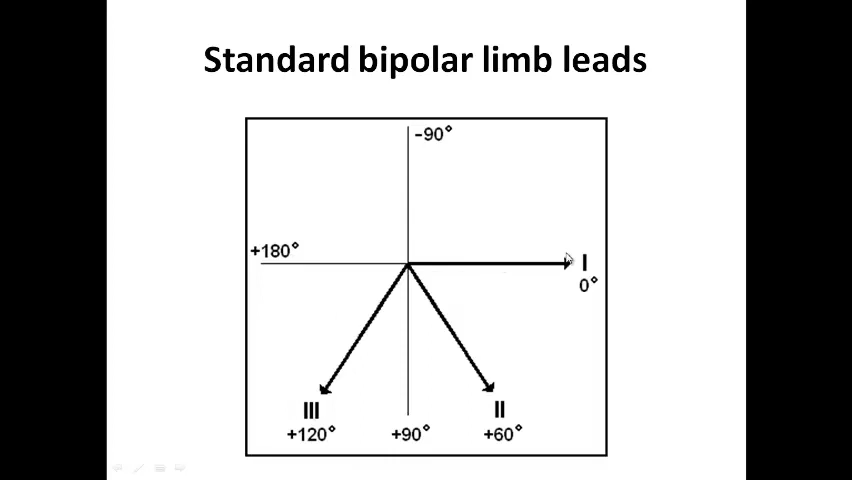 Standard bipolar limb leads
-90°
+180°
I
0°
III
II
+120°
+90°
+60°